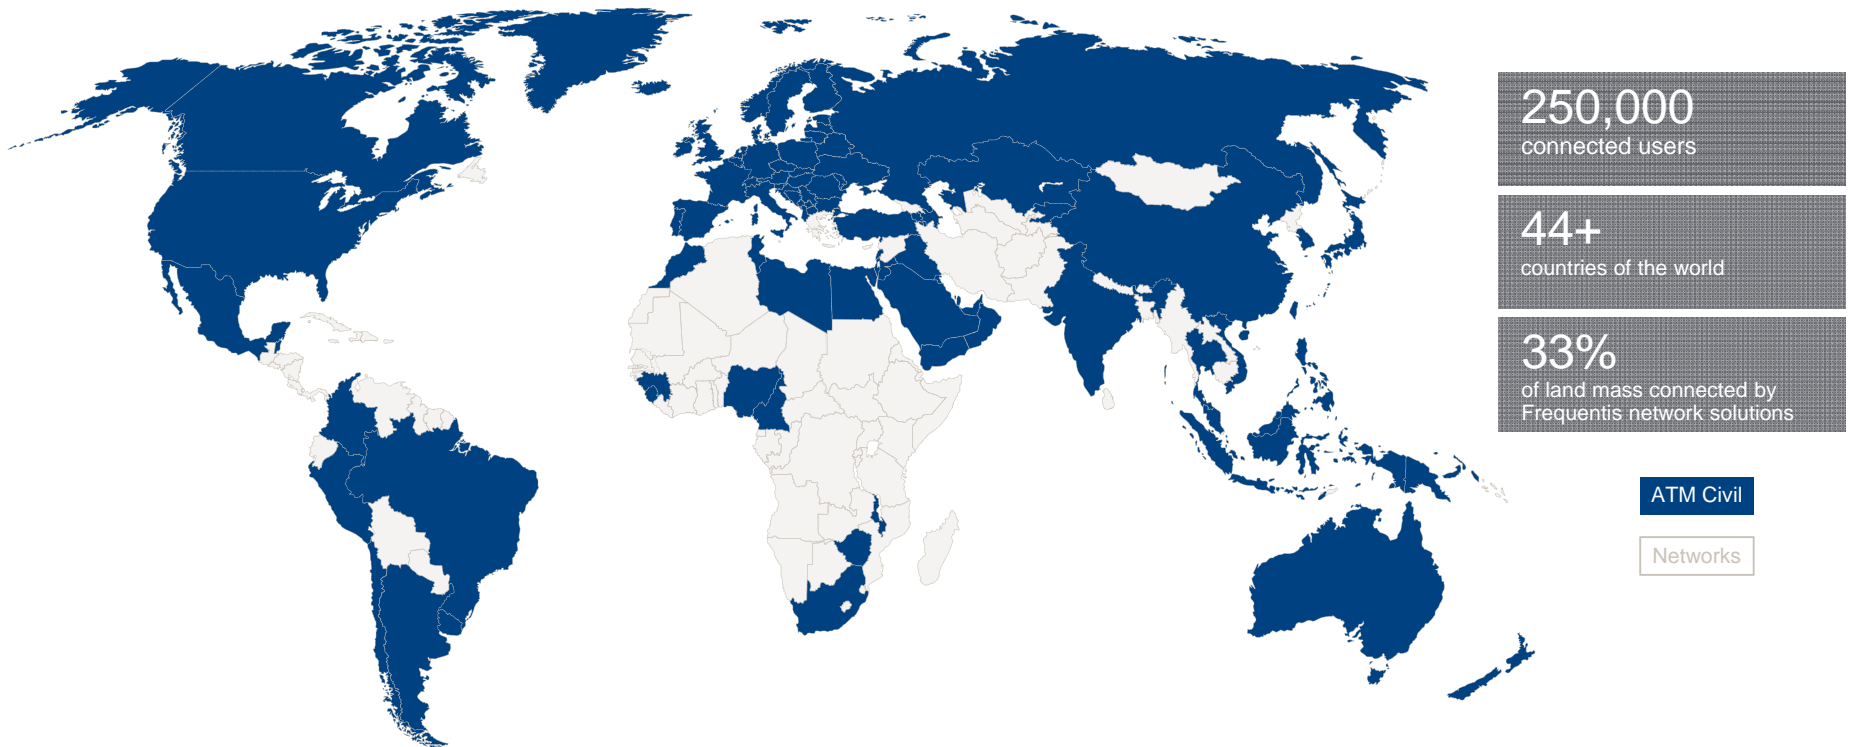 250,000
connected users
44+
countries of the world
33%
of land mass connected by
Frequentis network solutions
ATM Civil
Networks